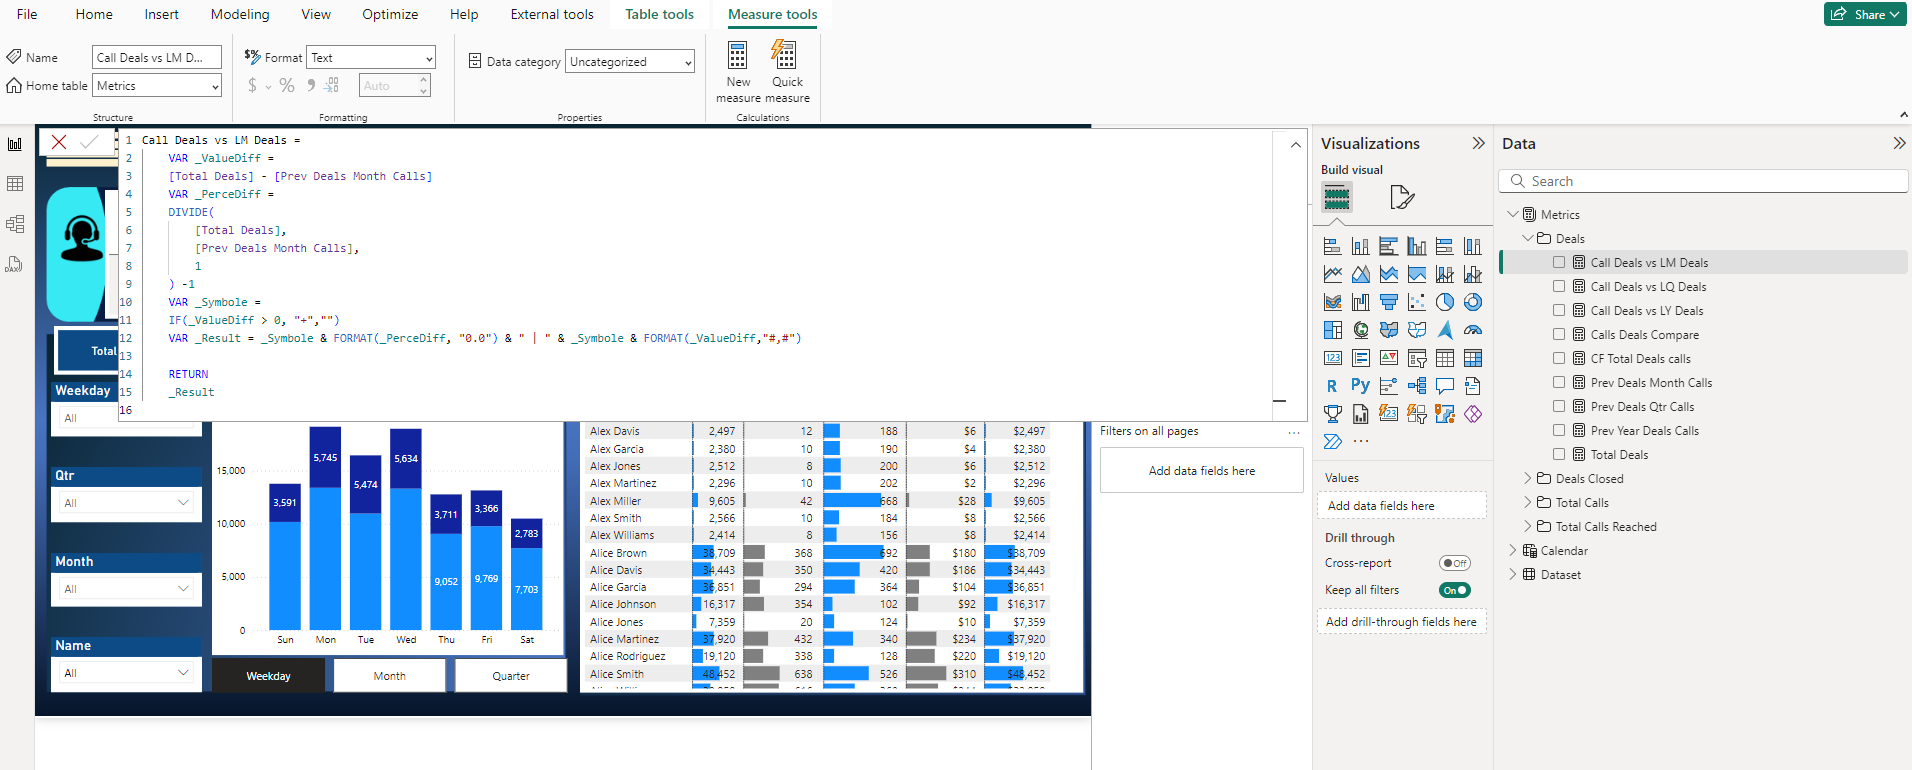 File Home Insert Modeling View Optimize Help External tools Table tools Measure tools Share
Name Call Deals vs LM D...
Home table Metrics
Structure
$% Format Text
$ % Auto
Formatting
Data category Uncategorized
Properties
New measure
Quick measure
Calculations
1 Call Deals vs LM Deals =
2 VAR _ValueDiff =
3 [Total Deals] - [Prev Deals Month Calls]
4 VAR _PerceDiff =
5 DIVIDE(
6 [Total Deals],
7 [Prev Deals Month Calls],
8 1
9 ) -1
10 VAR _Symbole =
11 IF(_ValueDiff > 0, "+","")
12 VAR _Result = _Symbole & FORMAT(_PerceDiff, "0.0") & " | " & _Symbole & FORMAT(_ValueDiff,"#,#")
13
14 RETURN
15 _Result
16
DAX
Total
Weekday
All
Qtr
All
Month
All
Name
All
15,000
10,000
5,000
0
3,591
5,745
5,474
5,634
3,711
3,366
2,783
9,052
9,769
7,703
Sun Mon Tue Wed Thu Fri Sat
Weekday Month Quarter
Alex Davis 2,497 12 188 $6 $2,497
Alex Garcia 2,380 10 190 $4 $2,380
Alex Jones 2,512 8 200 $6 $2,512
Alex Martinez 2,296 10 202 $2 $2,296
Alex Miller 9,605 42 668 $28 $9,605
Alex Smith 2,566 10 184 $8 $2,566
Alex Williams 2,414 8 156 $8 $2,414
Alice Brown 38,709 368 692 $180 $38,709
Alice Davis 34,443 350 420 $186 $34,443
Alice Garcia 36,851 294 364 $104 $36,851
Alice Johnson 16,317 354 102 $92 $16,317
Alice Jones 7,359 20 124 $10 $7,359
Alice Martinez 37,920 432 340 $234 $37,920
Alice Rodriguez 19,120 338 128 $220 $19,120
Alice Smith 48,452 638 526 $310 $48,452
Filters on all pages ...
Add data fields here
Visualizations
Build visual
123
R Py
123
...
Values
Add data fields here
Drill through
Cross-report Off
Keep all filters On
Add drill-through fields here
Data
Search
Metrics
Deals
Call Deals vs LM Deals
Call Deals vs LQ Deals
Call Deals vs LY Deals
Calls Deals Compare
CF Total Deals calls
Prev Deals Month Calls
Prev Deals Qtr Calls
Prev Year Deals Calls
Total Deals
Deals Closed
Total Calls
Total Calls Reached
Calendar
Dataset